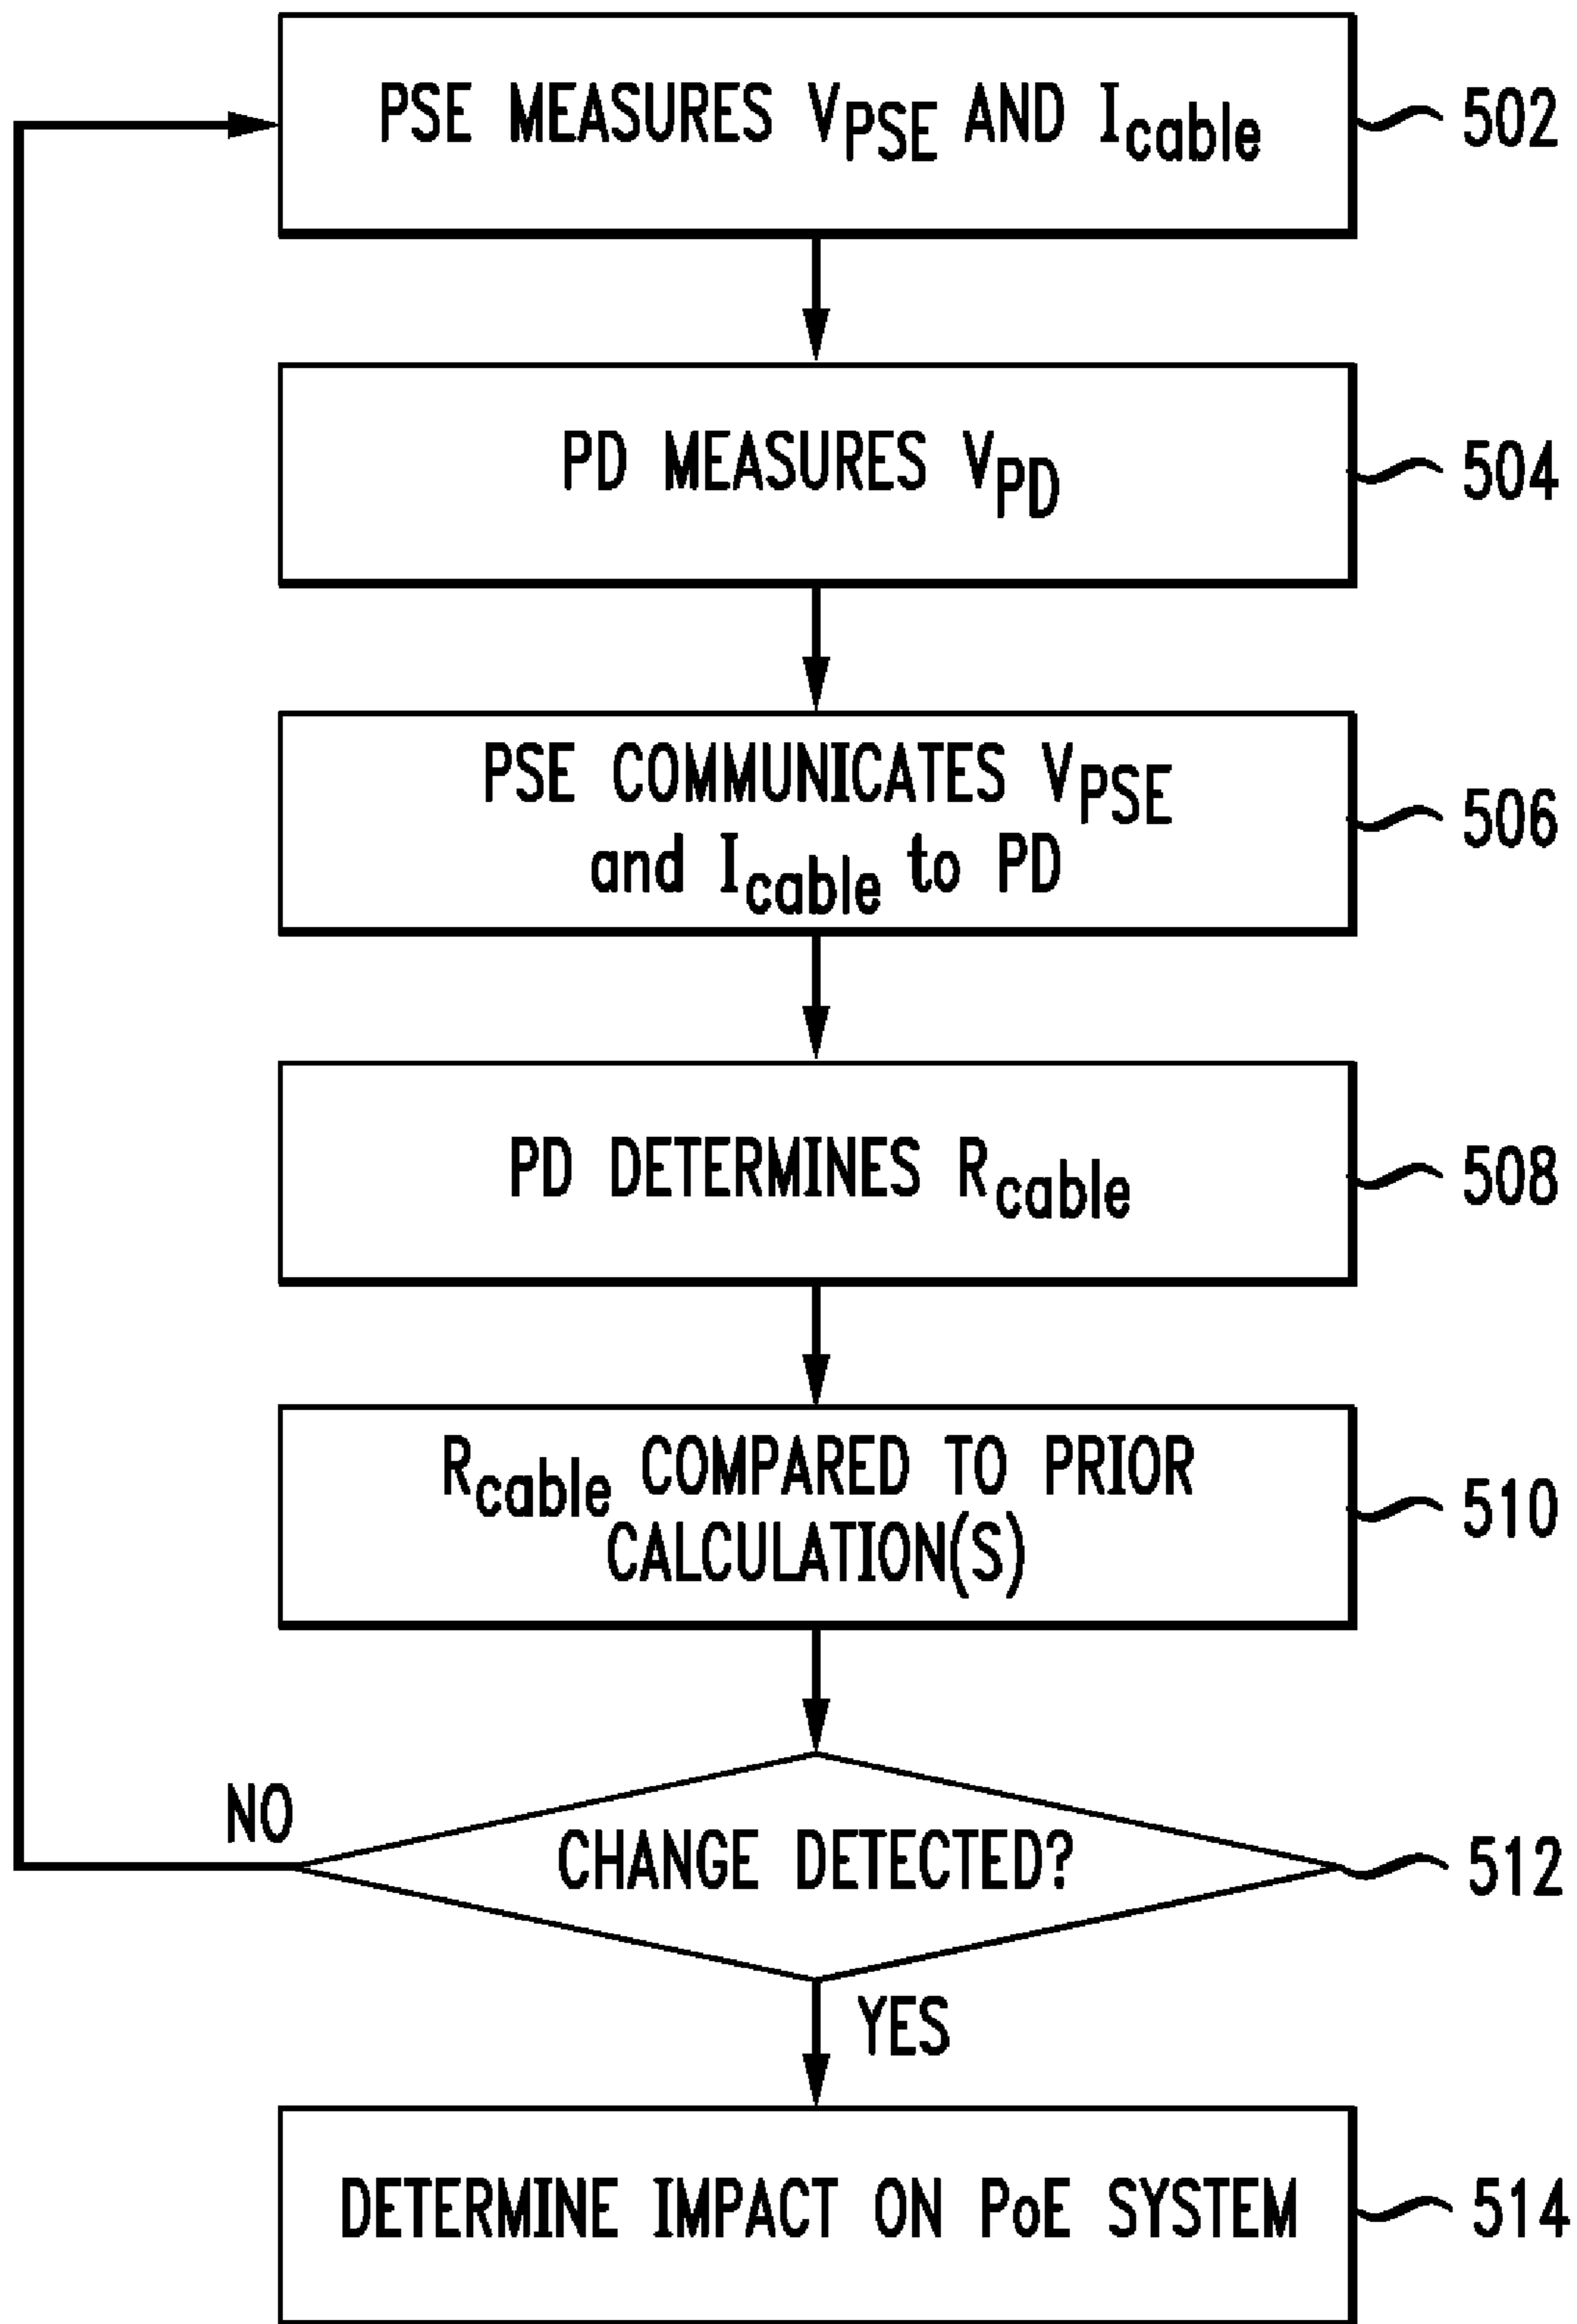 PSE MEASURES VPSE AND Icable
502
PD MEASURES VPD
504
PSE COMMUNICATES VPSE
and Icable to PD
506
PD DETERMINES Rcable
508
Rcable COMPARED TO PRIOR
CALCULATION(S)
510
NO
CHANGE DETECTED?
512
YES
DETERMINE IMPACT ON PoE SYSTEM
514